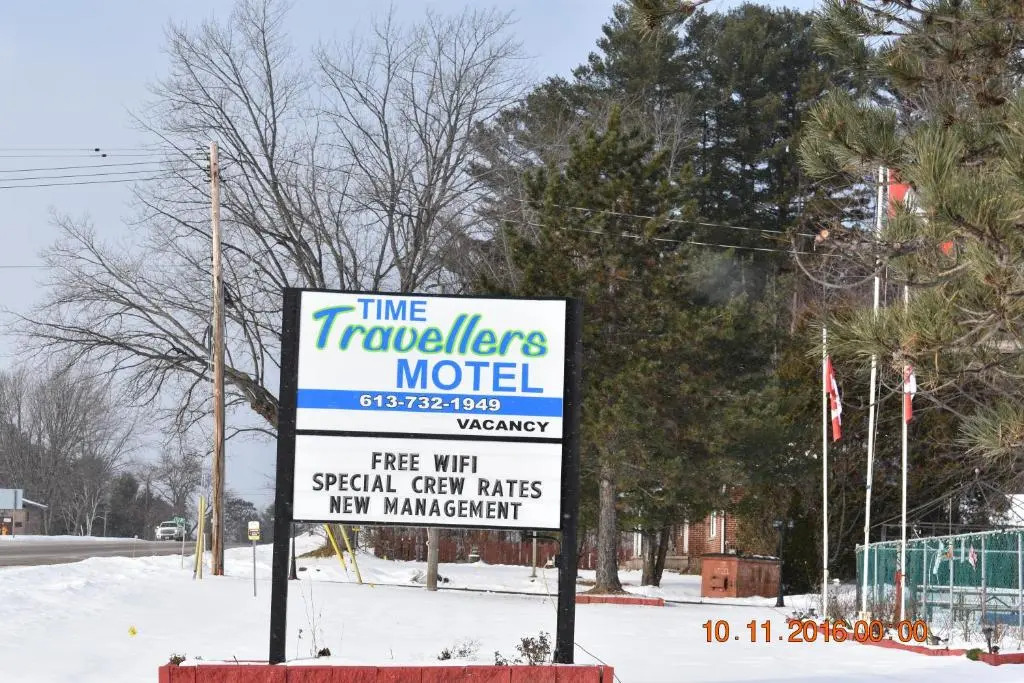 TIME
Travellers
MOTEL
613-732-1949
VACANCY
FREE WIFI
SPECIAL CREW RATES
NEW MANAGEMENT
10.11.2016 00:00